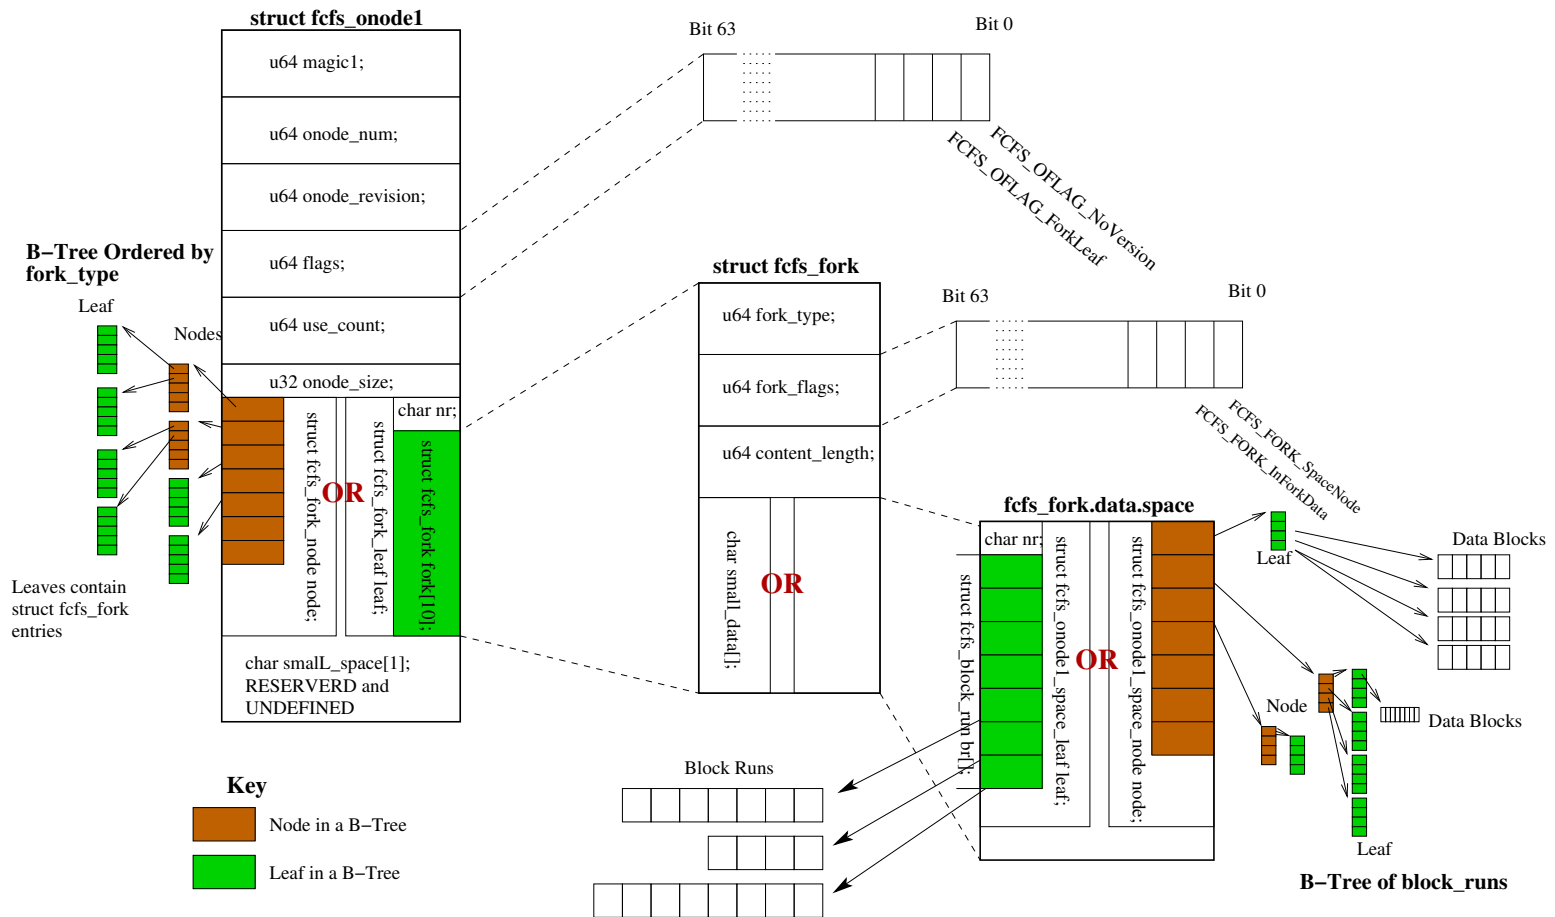 struct fcfs_onode1
u64 magic1;
u64 onode_num;
u64 onode_revision;
u64 flags;
u64 use_count;
u32 onode_size;
char nr;
struct fcfs_fork_node node;
OR
struct fcfs_fork_leaf leaf;
struct fcfs_fork fork[10];
char smalL_space[1];
RESERVERD and
UNDEFINED
B−Tree Ordered by
fork_type
Leaf
Nodes
Leaves contain
struct fcfs_fork
entries
Key
Node in a B−Tree
Leaf in a B−Tree
Bit 63
Bit 0
FCFS_OFLAG_NoVersion
FCFS_OFLAG_ForkLeaf
struct fcfs_fork
u64 fork_type;
u64 fork_flags;
u64 content_length;
char small_data[];
OR
Bit 63
Bit 0
FCFS_FORK_SpaceNode
FCFS_FORK_InForkData
fcfs_fork.data.space
char nr;
struct fcfs_block_run br[];
struct fcfs_onode1_space_leaf leaf;
OR
struct fcfs_onode1_space_node node;
Block Runs
Leaf
Data Blocks
Node
Data Blocks
Leaf
B−Tree of block_runs